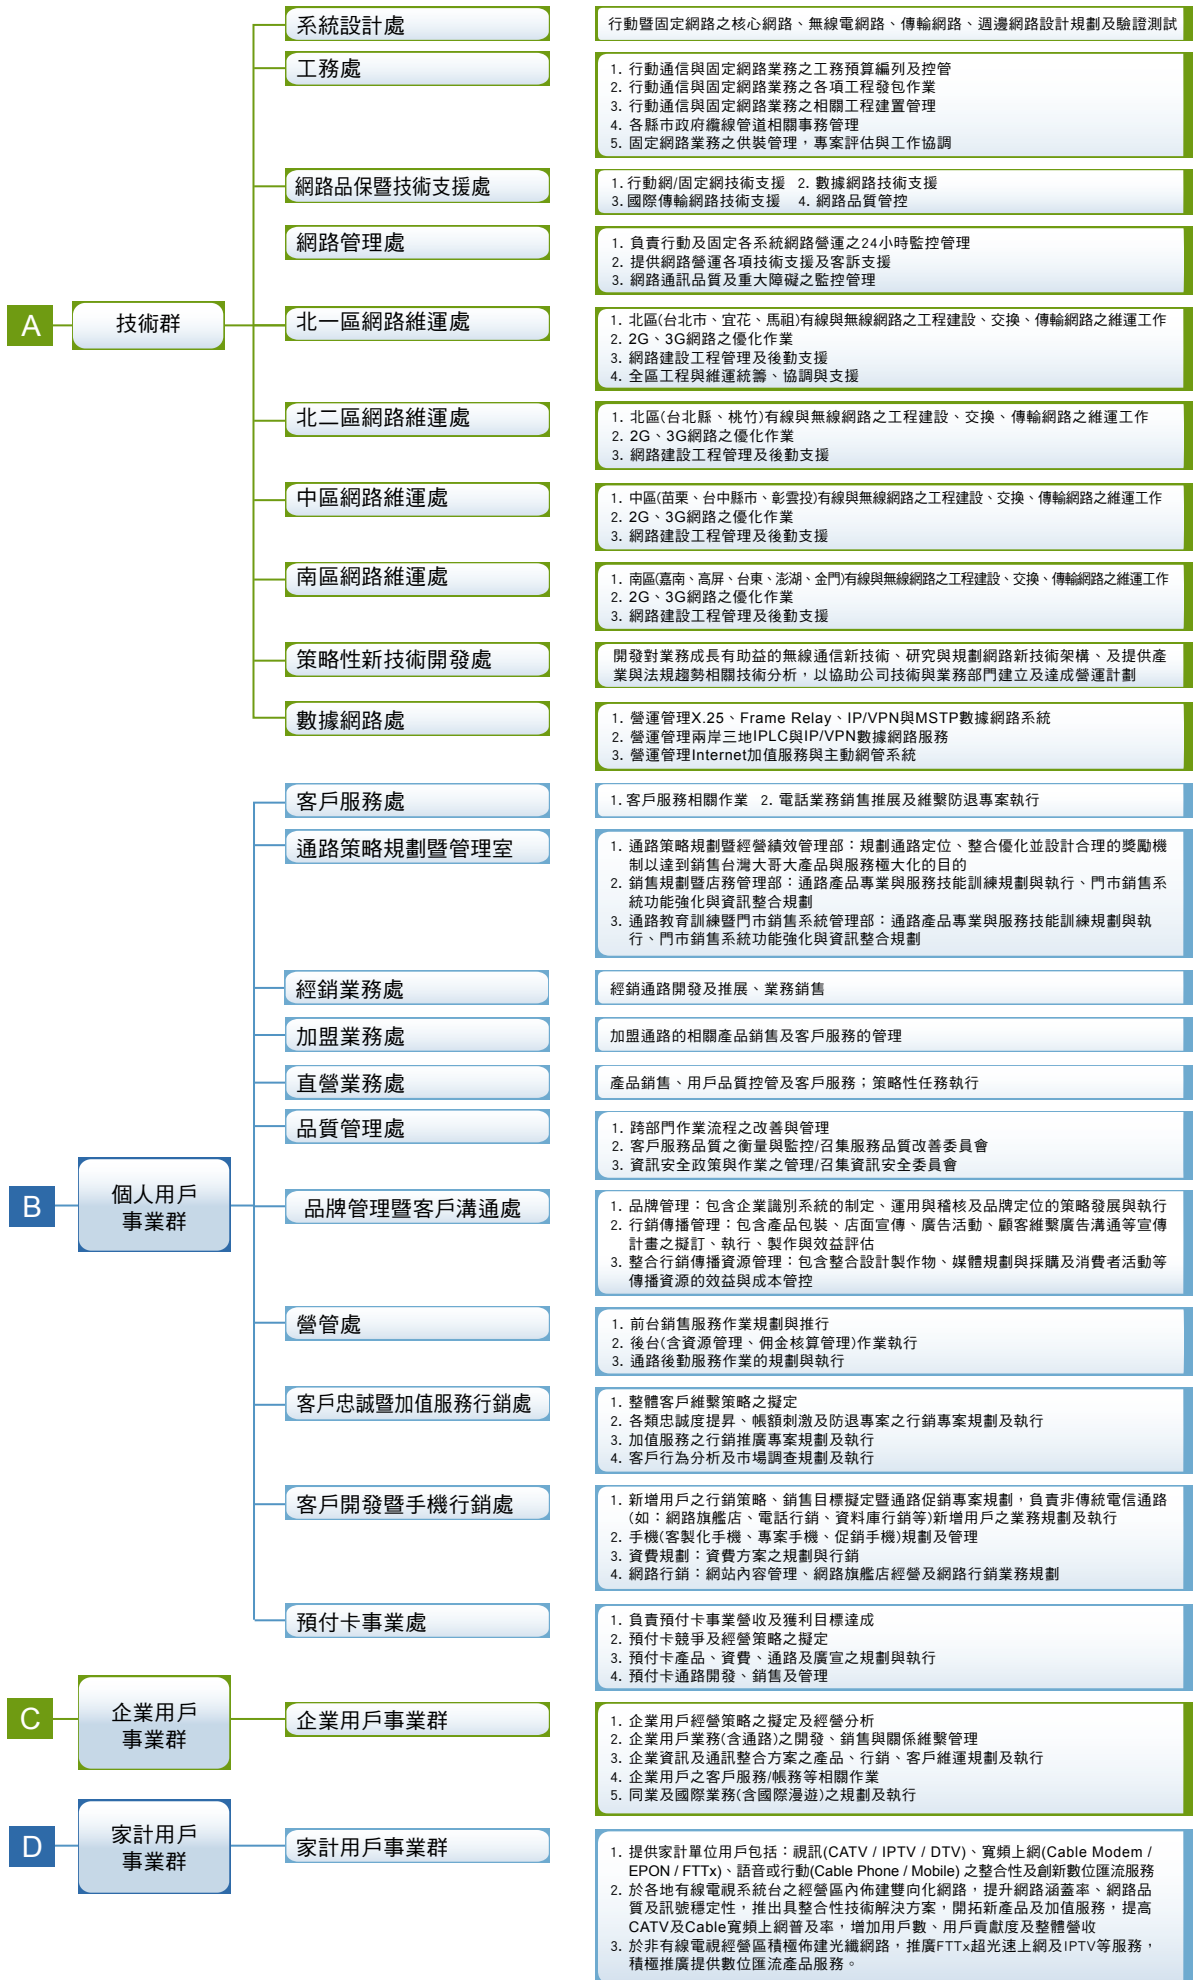 A
技術群
系統設計處
行動暨固定網路之核心網路、無線電網路、傳輸網路、週邊網路設計規劃及驗證測試
工務處
1. 行動通信與固定網路業務之工務預算編列及控管
2. 行動通信與固定網路業務之各項工程發包作業
3. 行動通信與固定網路業務之相關工程建置管理
4. 各縣市政府纜線管道相關事務管理
5. 固定網路業務之供裝管理，專案評估與工作協調
網路品保暨技術支援處
1. 行動網/固定網技術支援 2. 數據網路技術支援
3. 國際傳輸網路技術支援 4. 網路品質管控
網路管理處
1. 負責行動及固定各系統網路營運之24小時監控管理
2. 提供網路營運各項技術支援及客訴支援
3. 網路通訊品質及重大障礙之監控管理
北一區網路維運處
1. 北區(台北市、宜花、馬祖)有線與無線網路之工程建設、交換、傳輸網路之維運工作
2. 2G、3G網路之優化作業
3. 網路建設工程管理及後勤支援
4. 全區工程與維運統籌、協調與支援
北二區網路維運處
1. 北區(台北縣、桃竹)有線與無線網路之工程建設、交換、傳輸網路之維運工作
2. 2G、3G網路之優化作業
3. 網路建設工程管理及後勤支援
中區網路維運處
1. 中區(苗栗、台中縣市、彰雲投)有線與無線網路之工程建設、交換、傳輸網路之維運工作
2. 2G、3G網路之優化作業
3. 網路建設工程管理及後勤支援
南區網路維運處
1. 南區(嘉南、高屏、台東、澎湖、金門)有線與無線網路之工程建設、交換、傳輸網路之維運工作
2. 2G、3G網路之優化作業
3. 網路建設工程管理及後勤支援
策略性新技術開發處
開發對業務成長有助益的無線通信新技術、研究與規劃網路新技術架構、及提供產
業與法規趨勢相關技術分析，以協助公司技術與業務部門建立及達成營運計劃
數據網路處
1. 營運管理X.25、Frame Relay、IP/VPN與MSTP數據網路系統
2. 營運管理兩岸三地IPLC與IP/VPN數據網路服務
3. 營運管理Internet加值服務與主動網管系統
B
個人用戶
事業群
客戶服務處
1. 客戶服務相關作業 2. 電話業務銷售推展及維繫防退專案執行
通路策略規劃暨管理室
1. 通路策略規劃暨經營績效管理部：規劃通路定位、整合優化並設計合理的獎勵機
制以達到銷售台灣大哥大產品與服務極大化的目的
2. 銷售規劃暨店務管理部：通路產品專業與服務技能訓練規劃與執行、門市銷售系
統功能強化與資訊整合規劃
3. 通路教育訓練暨門市銷售系統管理部：通路產品專業與服務技能訓練規劃與執
行、門市銷售系統功能強化與資訊整合規劃
經銷業務處
經銷通路開發及推展、業務銷售
加盟業務處
加盟通路的相關產品銷售及客戶服務的管理
直營業務處
產品銷售、用戶品質控管及客戶服務；策略性任務執行
品質管理處
1. 跨部門作業流程之改善與管理
2. 客戶服務品質之衡量與監控/召集服務品質改善委員會
3. 資訊安全政策與作業之管理/召集資訊安全委員會
品牌管理暨客戶溝通處
1. 品牌管理：包含企業識別系統的制定、運用與稽核及品牌定位的策略發展與執行
2. 行銷傳播管理：包含產品包裝、店面宣傳、廣告活動、顧客維繫廣告溝通等宣傳
計畫之擬訂、執行、製作與效益評估
3. 整合行銷傳播資源管理：包含整合設計製作物、媒體規劃與採購及消費者活動等
傳播資源的效益與成本管控
營管處
1. 前台銷售服務作業規劃與推行
2. 後台(含資源管理、佣金核算管理)作業執行
3. 通路後勤服務作業的規劃與執行
客戶忠誠暨加值服務行銷處
1. 整體客戶維繫策略之擬定
2. 各類忠誠度提昇、帳額刺激及防退專案之行銷專案規劃及執行
3. 加值服務之行銷推廣專案規劃及執行
4. 客戶行為分析及市場調查規劃及執行
客戶開發暨手機行銷處
1. 新增用戶之行銷策略、銷售目標擬定暨通路促銷專案規劃，負責非傳統電信通路
(如：網路旗艦店、電話行銷、資料庫行銷等)新增用戶之業務規劃及執行
2. 手機(客製化手機、專案手機、促銷手機)規劃及管理
3. 資費規劃：資費方案之規劃與行銷
4. 網路行銷：網站內容管理、網路旗艦店經營及網路行銷業務規劃
預付卡事業處
1. 負責預付卡事業營收及獲利目標達成
2. 預付卡競爭及經營策略之擬定
3. 預付卡產品、資費、通路及廣宣之規劃與執行
4. 預付卡通路開發、銷售及管理
C
企業用戶
事業群
企業用戶事業群
1. 企業用戶經營策略之擬定及經營分析
2. 企業用戶業務(含通路)之開發、銷售與關係維繫管理
3. 企業資訊及通訊整合方案之產品、行銷、客戶維運規劃及執行
4. 企業用戶之客戶服務/帳務等相關作業
5. 同業及國際業務(含國際漫遊)之規劃及執行
D
家計用戶
事業群
家計用戶事業群
1. 提供家計單位用戶包括：視訊(CATV / IPTV / DTV)、寬頻上網(Cable Modem /
EPON / FTTx)、語音或行動(Cable Phone / Mobile) 之整合性及創新數位匯流服務
2. 於各地有線電視系統台之經營區內佈建雙向化網路，提升網路涵蓋率、網路品
質及訊號穩定性，推出具整合性技術解決方案，開拓新產品及加值服務，提高
CATV及Cable寬頻上網普及率，增加用戶數、用戶貢獻度及整體營收
3. 於非有線電視經營區積極佈建光纖網路，推廣FTTx超光速上網及IPTV等服務，
積極推廣提供數位匯流產品服務。